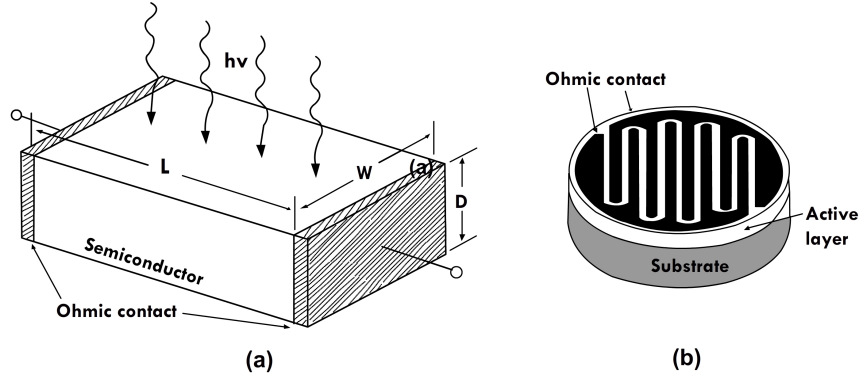 hν
L
W
(a)
D
Semiconductor
Ohmic contact
(a)
Ohmic contact
Active
layer
Substrate
(b)